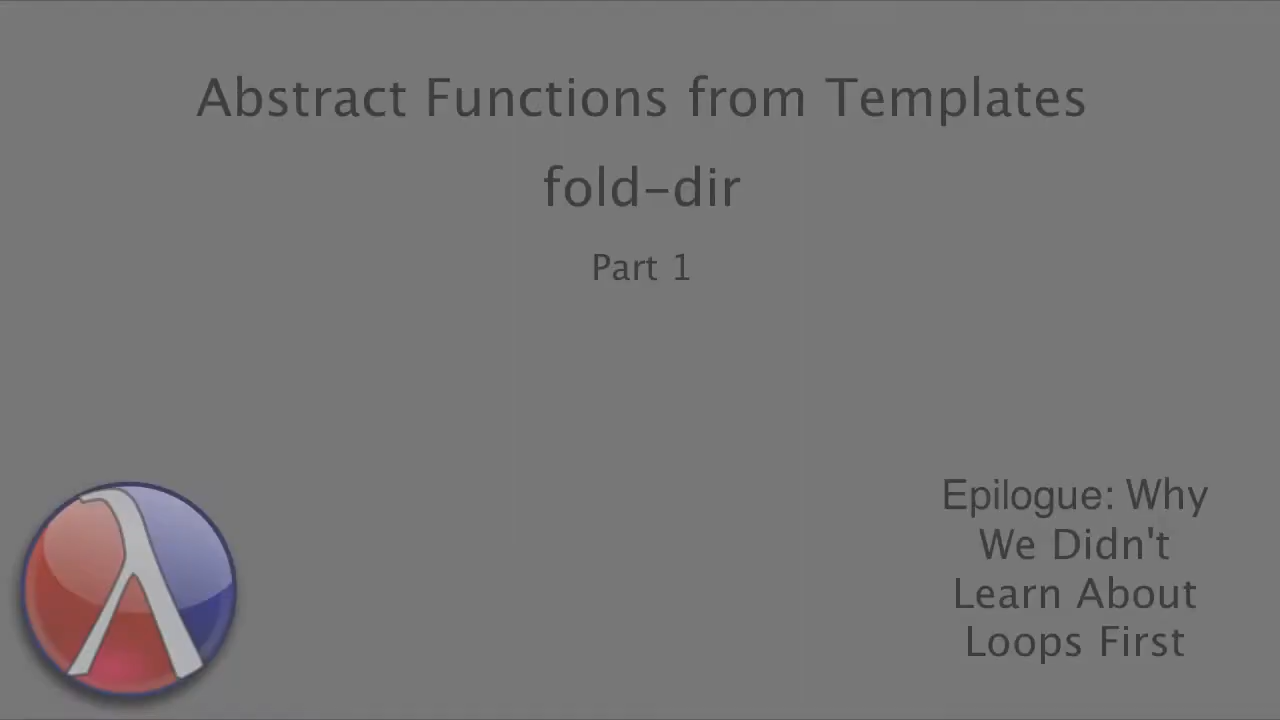 Abstract Functions from Templates
fold-dir
Part 1
Epilogue: Why
We Didn't
Learn About
Loops First